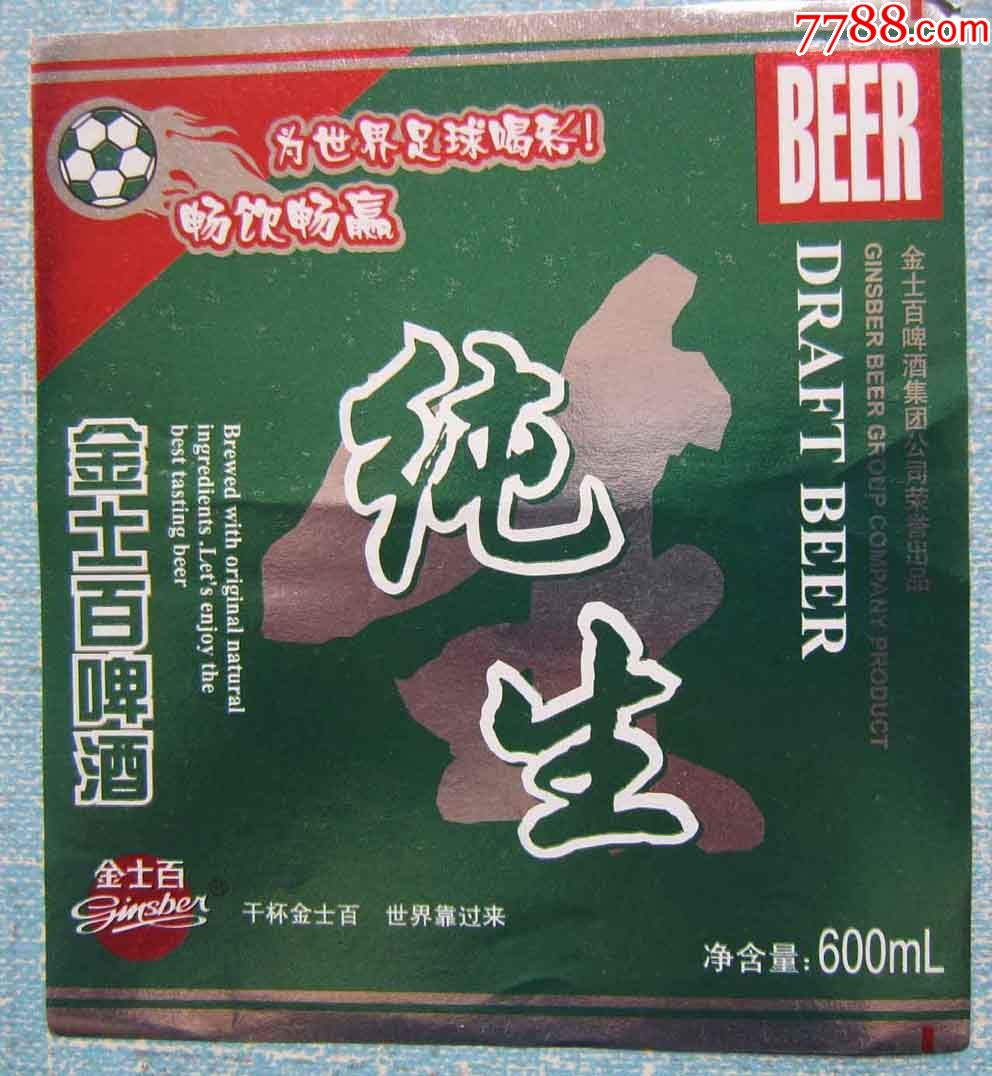 7788.com
BEER
为世界足球喝彩！
畅饮畅赢
DRAFT BEER
金士百啤酒集团公司荣誉出品
GINSBER BEER GROUP COMPANY PRODUCT
纯生
Brewed with original natural
ingredients .Let's enjoy the
best tasting beer
金士百啤酒
金士百
Ginsber®
干杯金士百 世界靠过来
净含量：600mL